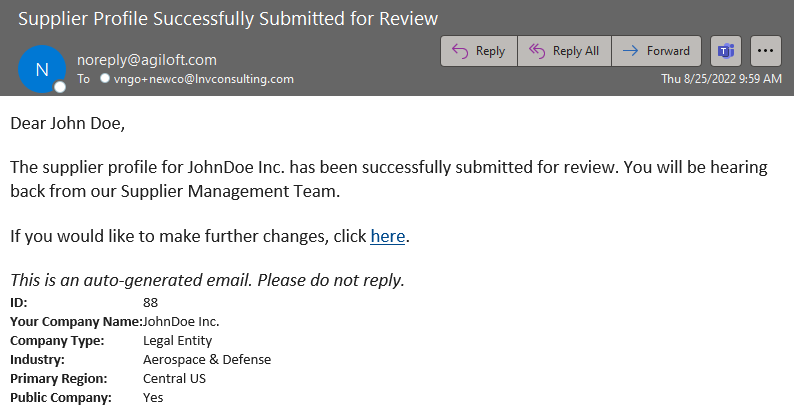 Supplier Profile Successfully Submitted for Review
N
noreply@agiloft.com
Reply
Reply All
Forward
To vngo+newco@lnvconsulting.com
Thu 8/25/2022 9:59 AM
Dear John Doe,
The supplier profile for JohnDoe Inc. has been successfully submitted for review. You will be hearing
back from our Supplier Management Team.
If you would like to make further changes, click here.
This is an auto-generated email. Please do not reply.
ID: 88
Your Company Name:JohnDoe Inc.
Company Type: Legal Entity
Industry: Aerospace & Defense
Primary Region: Central US
Public Company: Yes